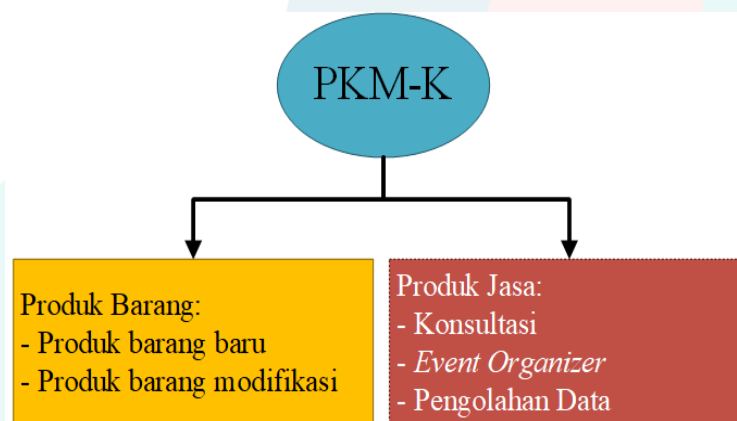 PKM-K
Produk Barang:
- Produk barang baru
- Produk barang modifikasi
Produk Jasa:
- Konsultasi
- Event Organizer
- Pengolahan Data